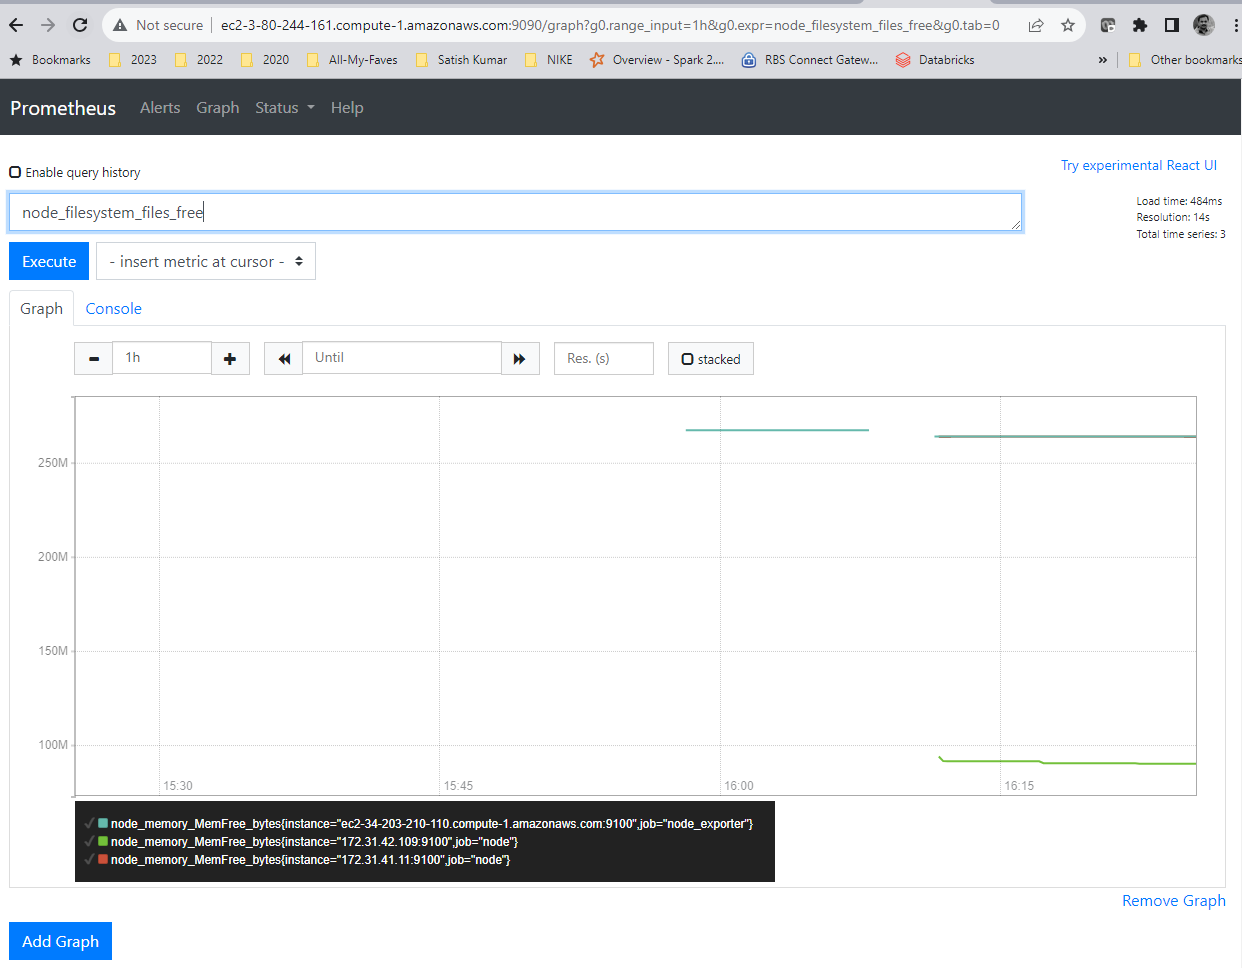 Not secure | ec2-3-80-244-161.compute-1.amazonaws.com:9090/graph?g0.range_input=1h&g0.expr=node_filesystem_files_free&g0.tab=0
Bookmarks 2023 2022 2020 All-My-Faves Satish Kumar NIKE Overview - Spark 2.... RBS Connect Gatew... Databricks » Other bookmarks
Prometheus Alerts Graph Status Help
Enable query history
Try experimental React UI
node_filesystem_files_free
Load time: 484ms
Resolution: 14s
Total time series: 3
Execute - insert metric at cursor -
Graph Console
1h Until Res. (s) stacked
250M
200M
150M
100M
15:30 15:45 16:00 16:15
node_memory_MemFree_bytes{instance="ec2-34-203-210-110.compute-1.amazonaws.com:9100",job="node_exporter"}
node_memory_MemFree_bytes{instance="172.31.42.109:9100",job="node"}
node_memory_MemFree_bytes{instance="172.31.41.11:9100",job="node"}
Remove Graph
Add Graph